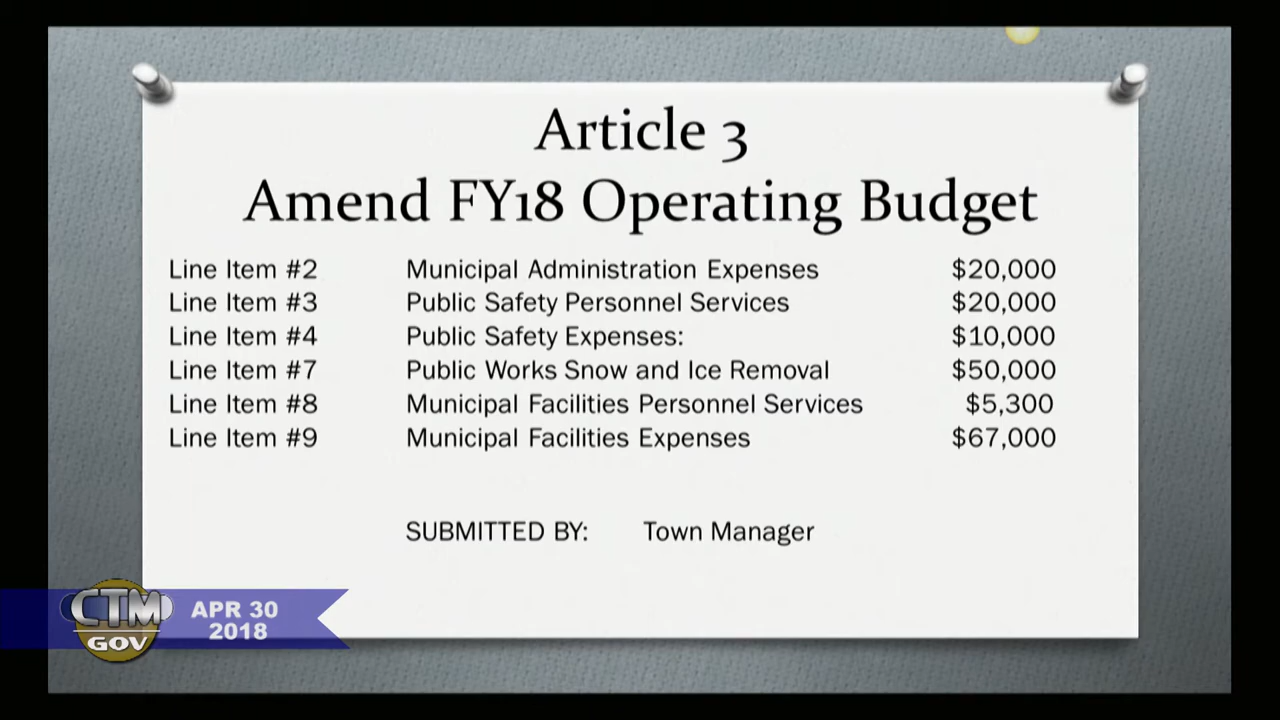 Article 3
Amend FY18 Operating Budget
Line Item #2 Municipal Administration Expenses $20,000
Line Item #3 Public Safety Personnel Services $20,000
Line Item #4 Public Safety Expenses: $10,000
Line Item #7 Public Works Snow and Ice Removal $50,000
Line Item #8 Municipal Facilities Personnel Services $5,300
Line Item #9 Municipal Facilities Expenses $67,000
SUBMITTED BY: Town Manager
CTM
GOV
APR 30
2018